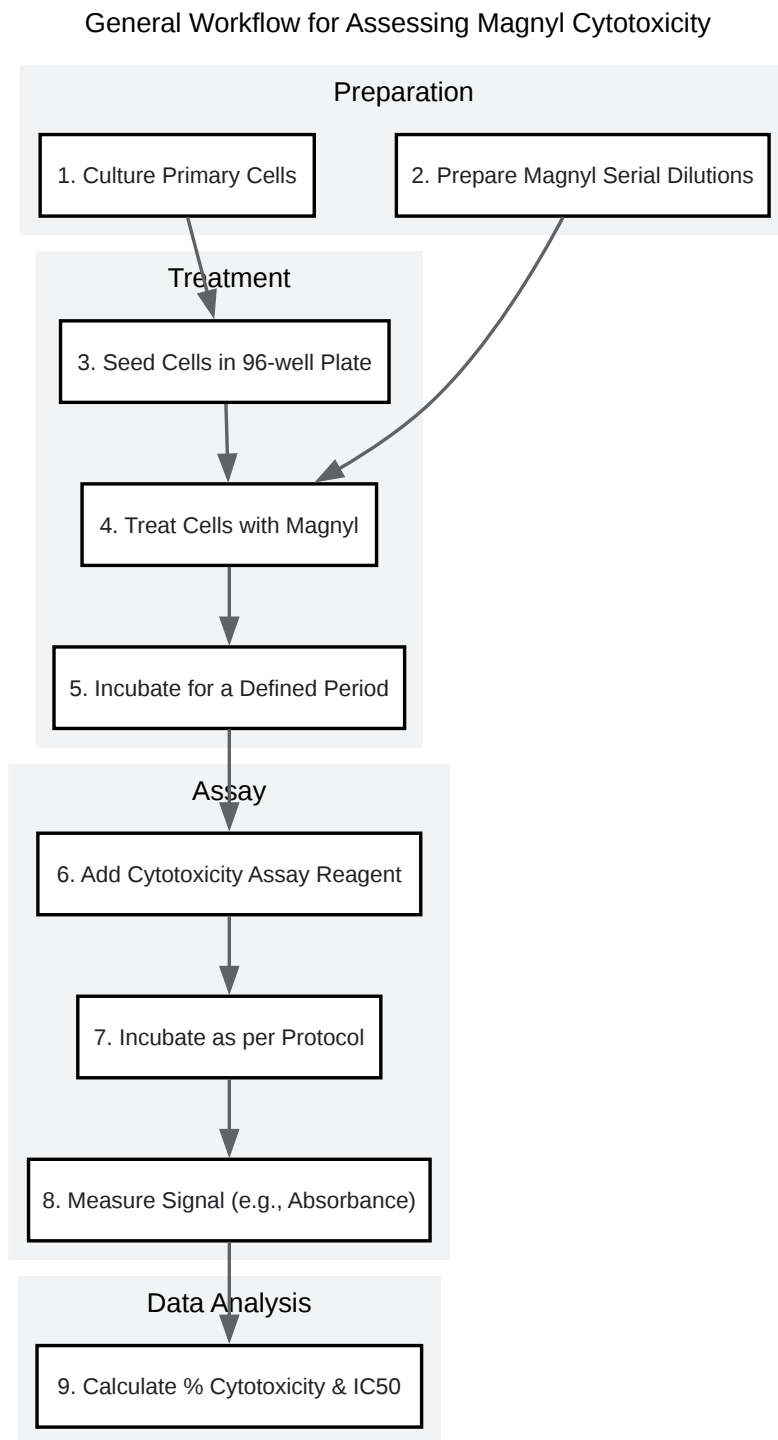 General Workflow for Assessing Magnyl Cytotoxicity
Preparation
1. Culture Primary Cells
2. Prepare Magnyl Serial Dilutions
Treatment
3. Seed Cells in 96-well Plate
4. Treat Cells with Magnyl
5. Incubate for a Defined Period
Assay
6. Add Cytotoxicity Assay Reagent
7. Incubate as per Protocol
8. Measure Signal (e.g., Absorbance)
Data Analysis
9. Calculate % Cytotoxicity & IC50